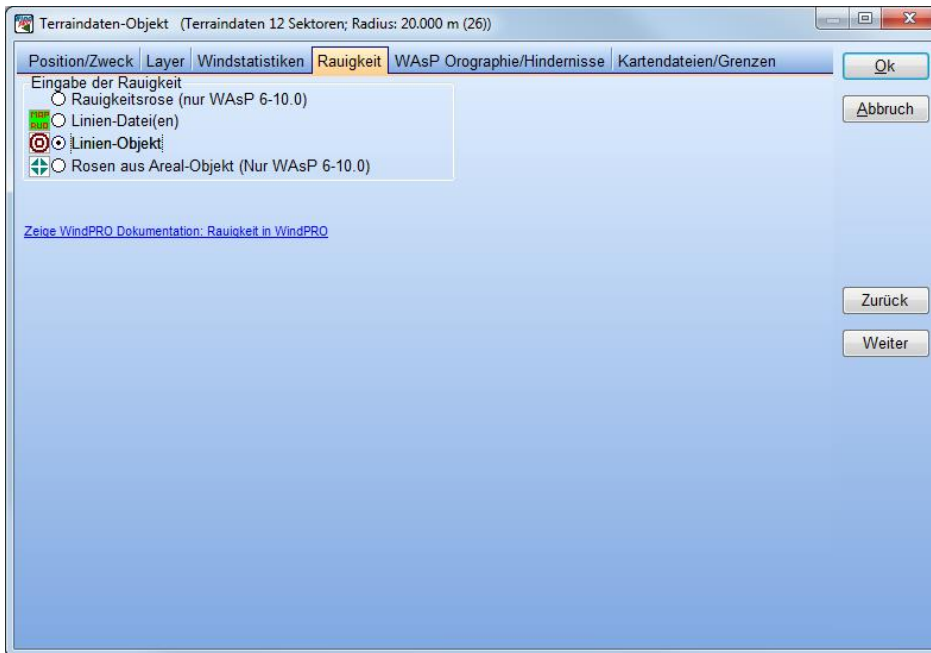 Terraindaten-Objekt (Terraindaten 12 Sektoren; Radius: 20.000 m (26))
Position/Zweck Layer Windstatistiken Rauigkeit WAsP Orographie/Hindernisse Kartendateien/Grenzen
Ok
Eingabe der Rauigkeit
Rauigkeitsrose (nur WAsP 6-10.0)
Abbruch
Linien-Datei(en)
Linien-Objekt
Rosen aus Areal-Objekt (Nur WAsP 6-10.0)
Zeige WindPRO Dokumentation: Rauigkeit in WindPRO
Zurück
Weiter